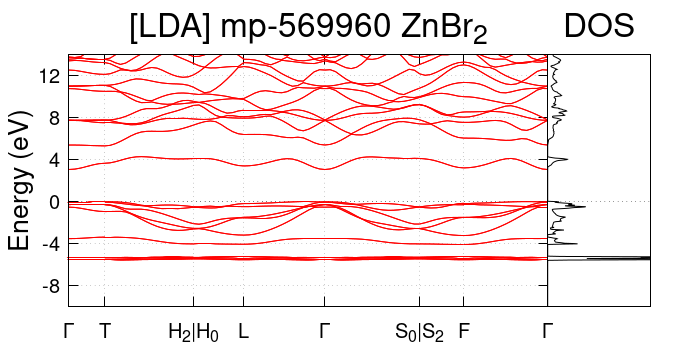 [LDA] mp-569960 ZnBr₂ DOS
Energy (eV)
12
8
4
0
-4
-8
Γ T H₂|H₀ L Γ S₀|S₂ F Γ